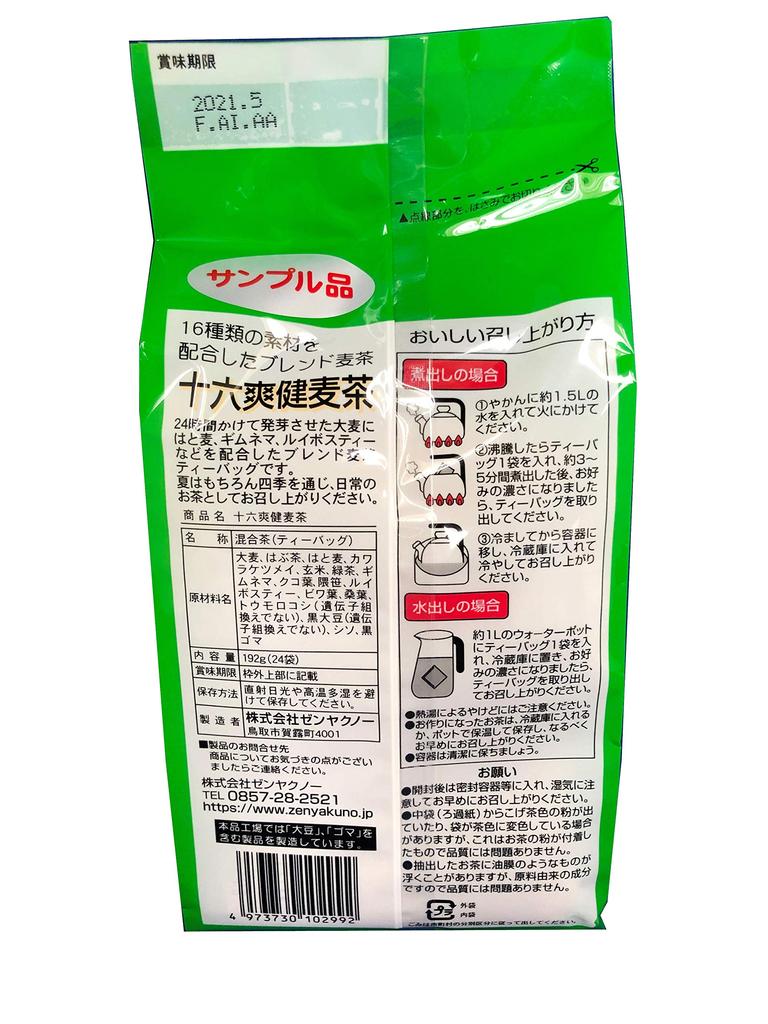 賞味期限
2021.5
F.AI.AA
▲点線部分を、はさみでお切り
サンプル品
16種類の素材を
配合したブレンド麦茶
十六爽健麦茶
24時間かけて発芽させた大麦に
はと麦、ギムネマ、ルイボスティー
などを配合したブレンド麦茶
ティーバッグです。
夏はもちろん四季を通じ、日常の
お茶としてお召し上がりください。
商品名 十六爽健麦茶
名 称 混合茶(ティーバッグ)
原材料名
大麦、はぶ茶、はと麦、カワ
ラケツメイ、玄米、緑茶、ギ
ムネマ、クコ葉、隈笹、ルイ
ボスティー、ビワ葉、桑葉、
トウモロコシ(遺伝子組
換えでない)、黒大豆(遺伝
子組換えでない)、シソ、黒
ゴマ
内容量 192g(24袋)
賞味期限 枠外上部に記載
保存方法 直射日光や高温多湿を避
けて保存してください。
製造者 株式会社ゼンヤクノー
鳥取市賀露町4001
■製品のお問合せ先
商品についてお気づきの点がござい
ましたらご連絡ください。
株式会社ゼンヤクノー
TEL 0857-28-2521
https://www.zenyakuno.jp
本品工場では「大豆」、「ゴマ」を
含む製品を製造しています。
4 973730 102992
おいしい召し上がり方
煮出しの場合
①やかんに約1.5Lの
水を入れて火にかけて
ください。
②沸騰したらティーバ
ッグ1袋を入れ、約3〜
5分間煮出した後、お好
みの濃さになりました
ら、ティーバッグを取り
出してください。
③冷ましてから容器に
移し、冷蔵庫に入れて
冷やしてお召し上がり
ください。
水出しの場合
約1Lのウォーターポット
にティーバッグ1袋を入
れ、冷蔵庫に置き、お好
みの濃さになりましたら、
ティーバッグを取り出し
てお召し上がりください。
●熱湯によるやけどにはご注意ください。
●お作りになったお茶は、冷蔵庫に入れる
か、ポットで保温して保存し、なるべく
お早めにお召し上がりください。
●容器は清潔に保ちましょう。
お願い
●開封後は密封容器等に入れ、湿気に注
意してお早めにお召し上がりください。
●中袋(ろ過紙)からこげ茶色の粉が出
ていたり、袋が茶色に変色している場合
がありますが、これはお茶の粉が付着し
たもので品質には問題ありません。
●抽出したお茶に油膜のようなものが
浮くことがありますが、原料由来の成分
ですので品質には問題ありません。
プラ
外袋
内袋
ごみは市町村の分別区分に従って出してください。